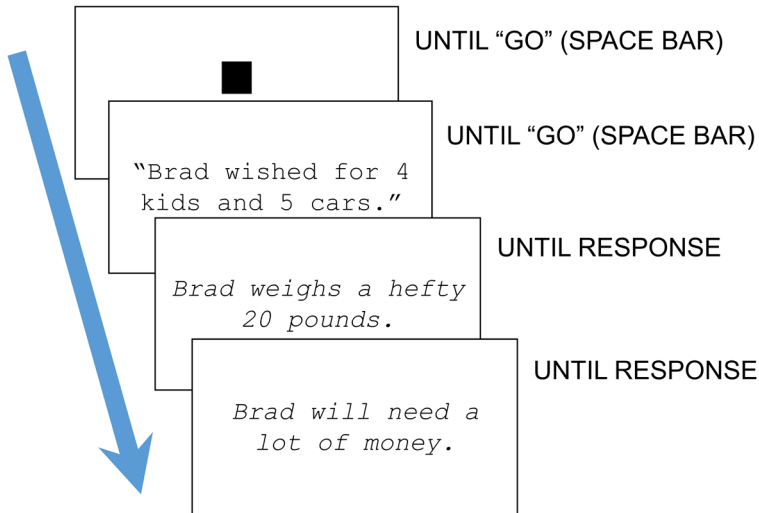 UNTIL “GO” (SPACE BAR)
UNTIL “GO” (SPACE BAR)
“Brad wished for 4
kids and 5 cars.”
UNTIL RESPONSE
Brad weighs a hefty
20 pounds.
UNTIL RESPONSE
Brad will need a
lot of money.